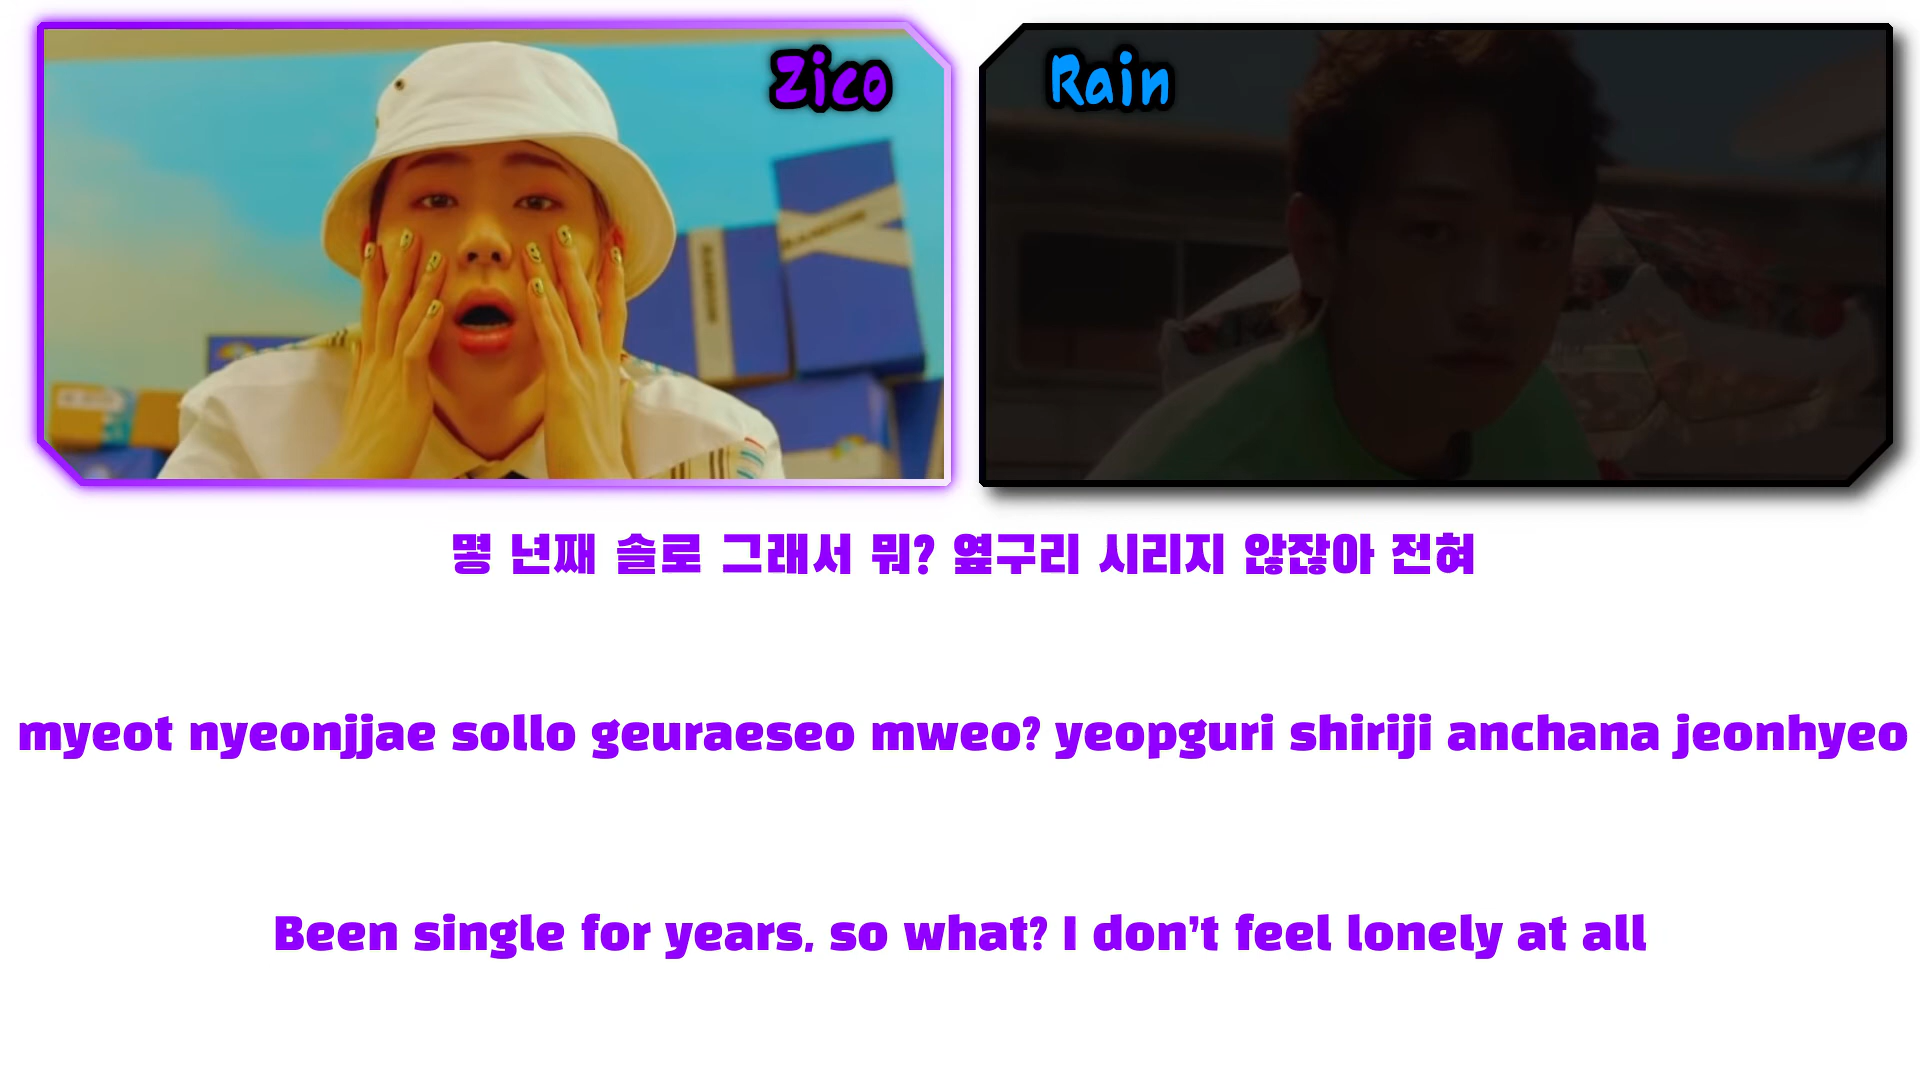 Zico
Rain
몇 년째 솔로 그래서 뭐? 옆구리 시리지 않잖아 전혀
myeot nyeonjjae sollo geuraeseo mweo? yeopguri shiriji anchana jeonhyeo
Been single for years, so what? I don't feel lonely at all